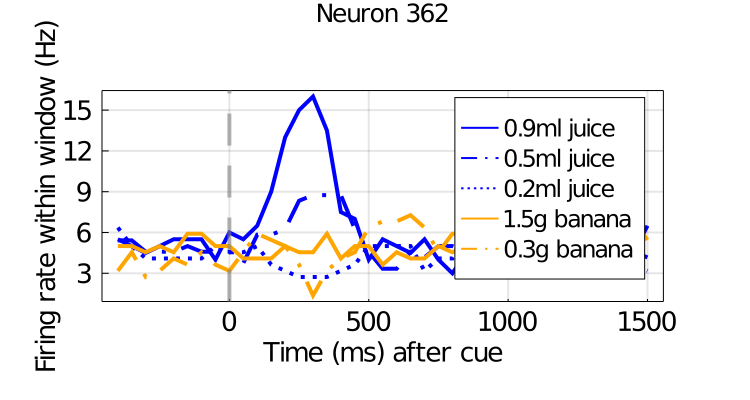 Neuron 362
Firing rate within window (Hz)
15
12
9
6
3
0.9ml juice
0.5ml juice
0.2ml juice
1.5g banana
0.3g banana
0 500 1000 1500
Time (ms) after cue